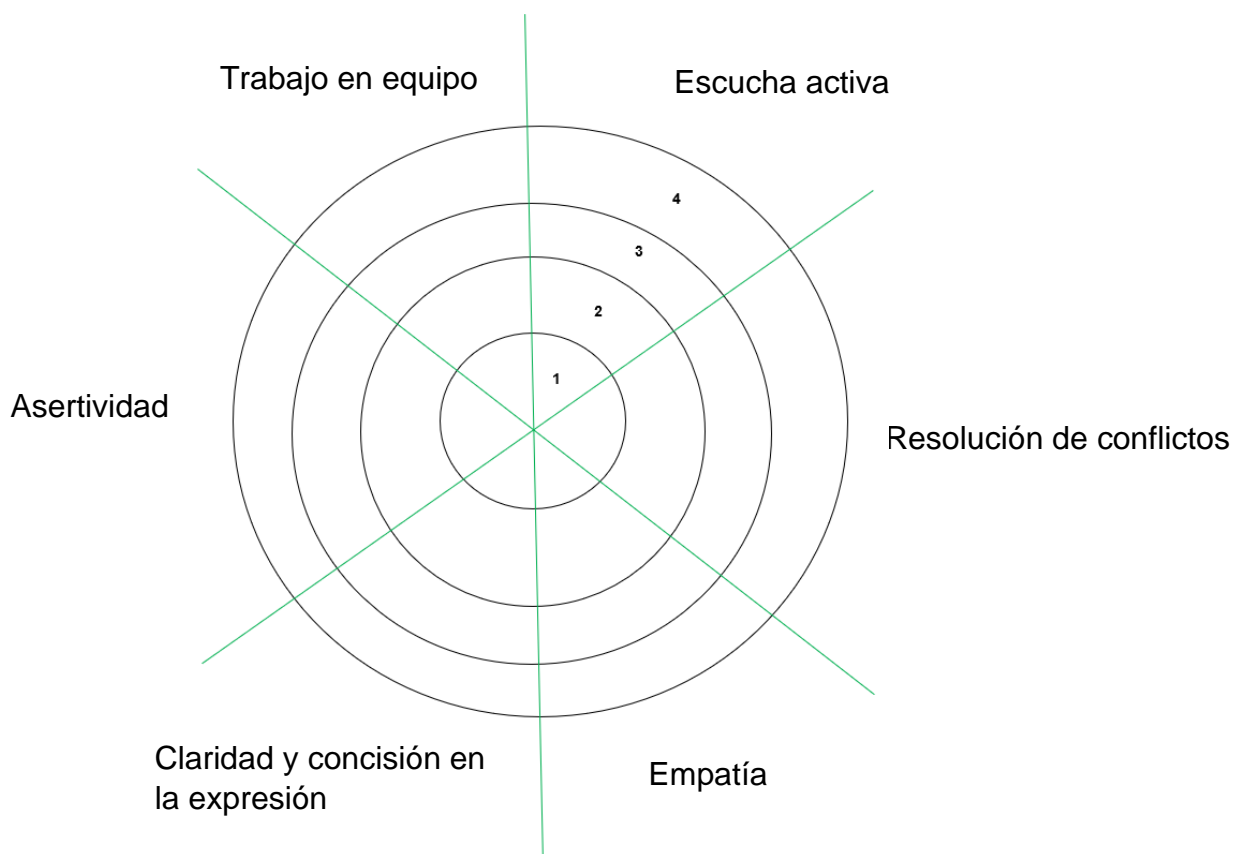 Trabajo en equipo
Escucha activa
4
3
2
1
Asertividad
Resolución de conflictos
Claridad y concisión en
la expresión
Empatía